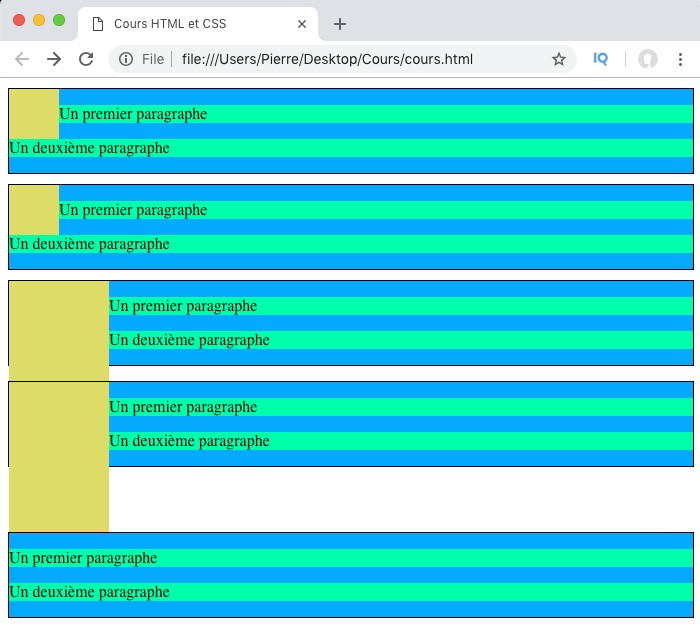 Cours HTML et CSS
File
file:///Users/Pierre/Desktop/Cours/cours.html
IQ
Un premier paragraphe
Un deuxième paragraphe
Un premier paragraphe
Un deuxième paragraphe
Un premier paragraphe
Un deuxième paragraphe
Un premier paragraphe
Un deuxième paragraphe
Un premier paragraphe
Un deuxième paragraphe